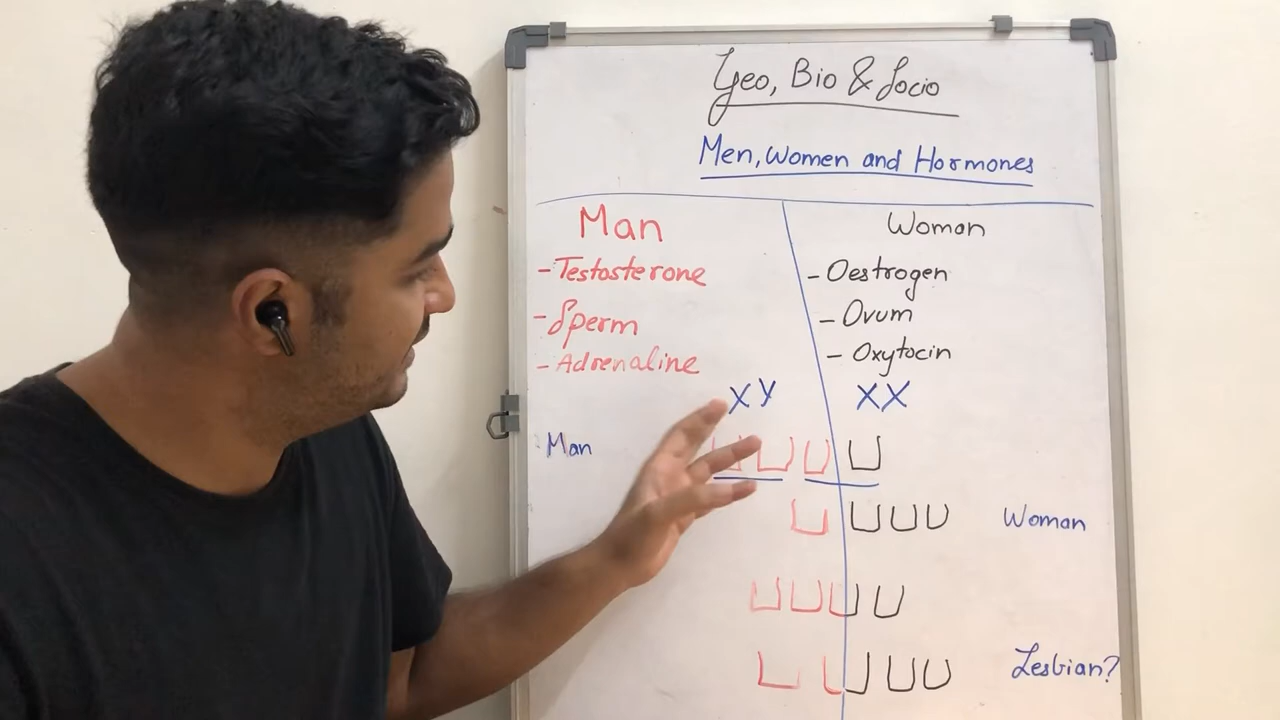 Geo, Bio & Socio
Men, Women and Hormones
Man
- Testosterone
- Sperm
- Adrenaline
XY
Woman
- Oestrogen
- Ovum
- Oxytocin
XX
Man
Woman
Lesbian?